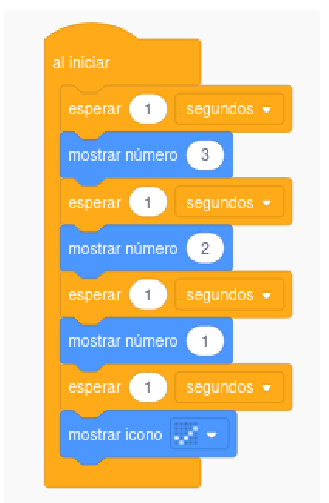 al iniciar
esperar 1 segundos
mostrar número 3
esperar 1 segundos
mostrar número 2
esperar 1 segundos
mostrar número 1
esperar 1 segundos
mostrar icono